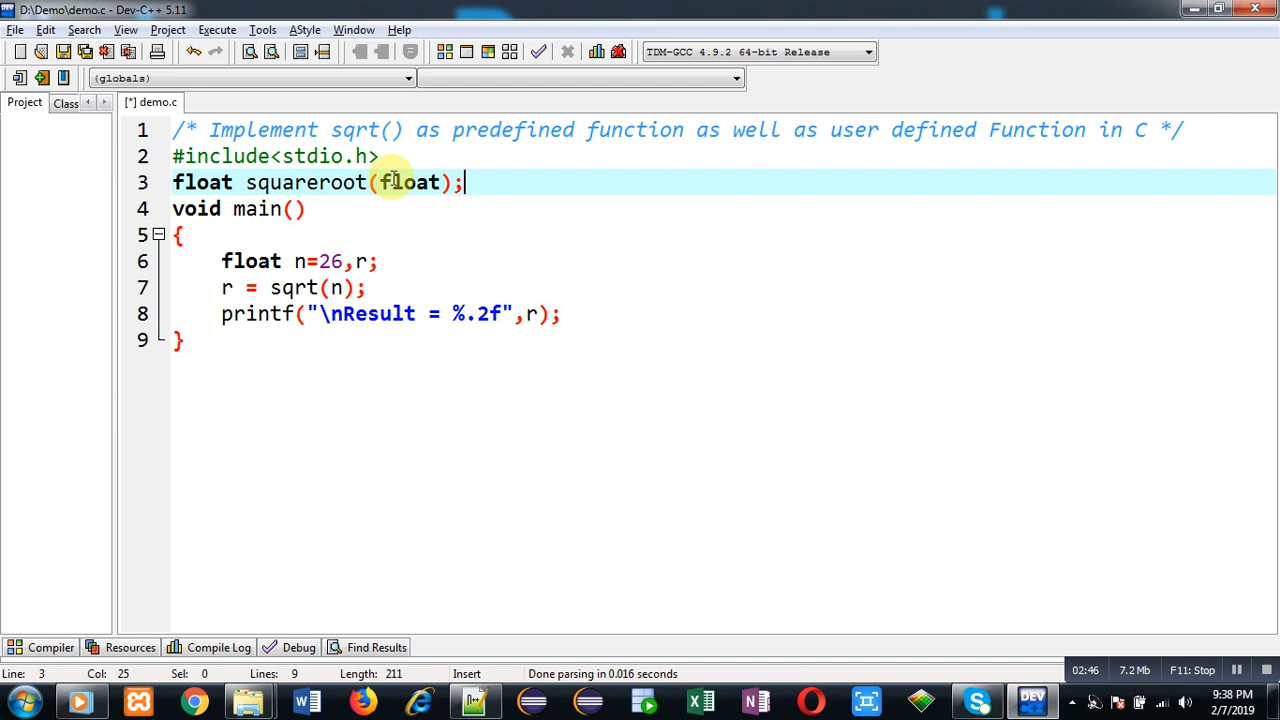 D:\Demo\demo.c - Dev-C++ 5.11
File Edit Search View Project Execute Tools AStyle Window Help
TDM-GCC 4.9.2 64-bit Release
(globals)
Project Class [*] demo.c
1 /* Implement sqrt() as predefined function as well as user defined Function in C */
2 #include<stdio.h>
3 float squareroot(float);
4 void main()
5 {
6 float n=26,r;
7 r = sqrt(n);
8 printf("\nResult = %.2f",r);
9 }
Compiler Resources Compile Log Debug Find Results
Line: 3 Col: 25 Sel: 0 Lines: 9 Length: 211 Insert Done parsing in 0.016 seconds
02:46 7.2 Mb F11: Stop
DEV
9:38 PM
2/7/2019